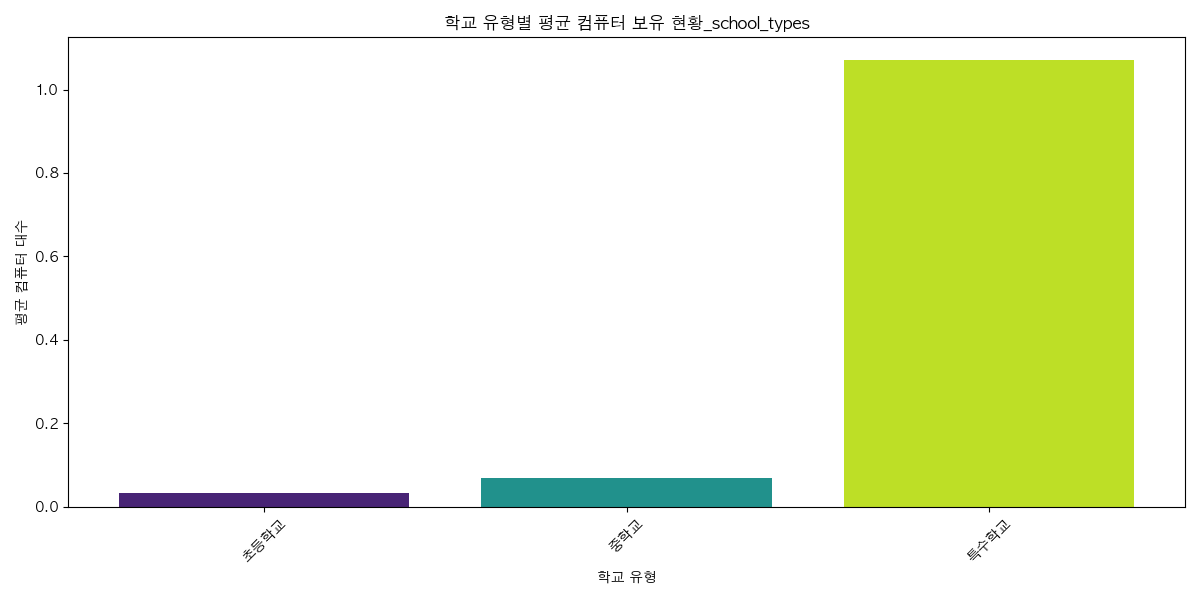 학교 유형별 평균 컴퓨터 보유 현황_school_types
평균 컴퓨터 대수
1.0
0.8
0.6
0.4
0.2
0.0
초등학교
중학교
특수학교
학교 유형